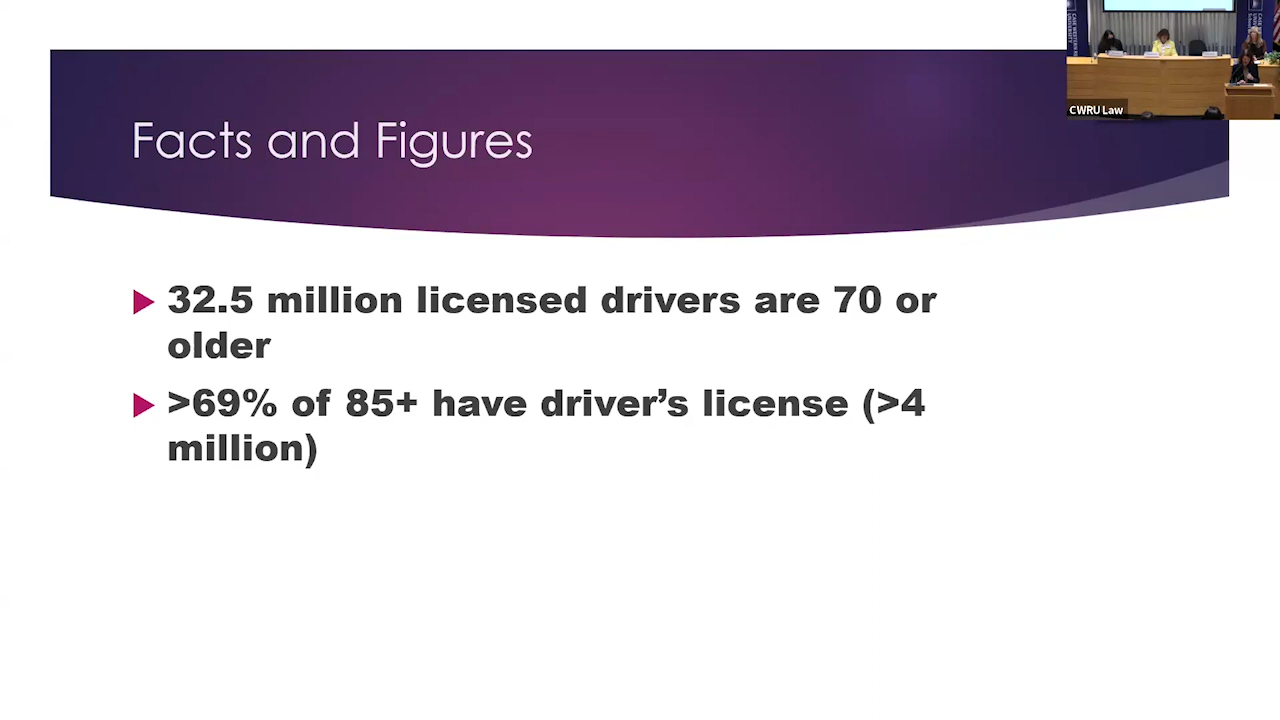 CWRU Law
Facts and Figures
32.5 million licensed drivers are 70 or
older
>69% of 85+ have driver’s license (>4
million)